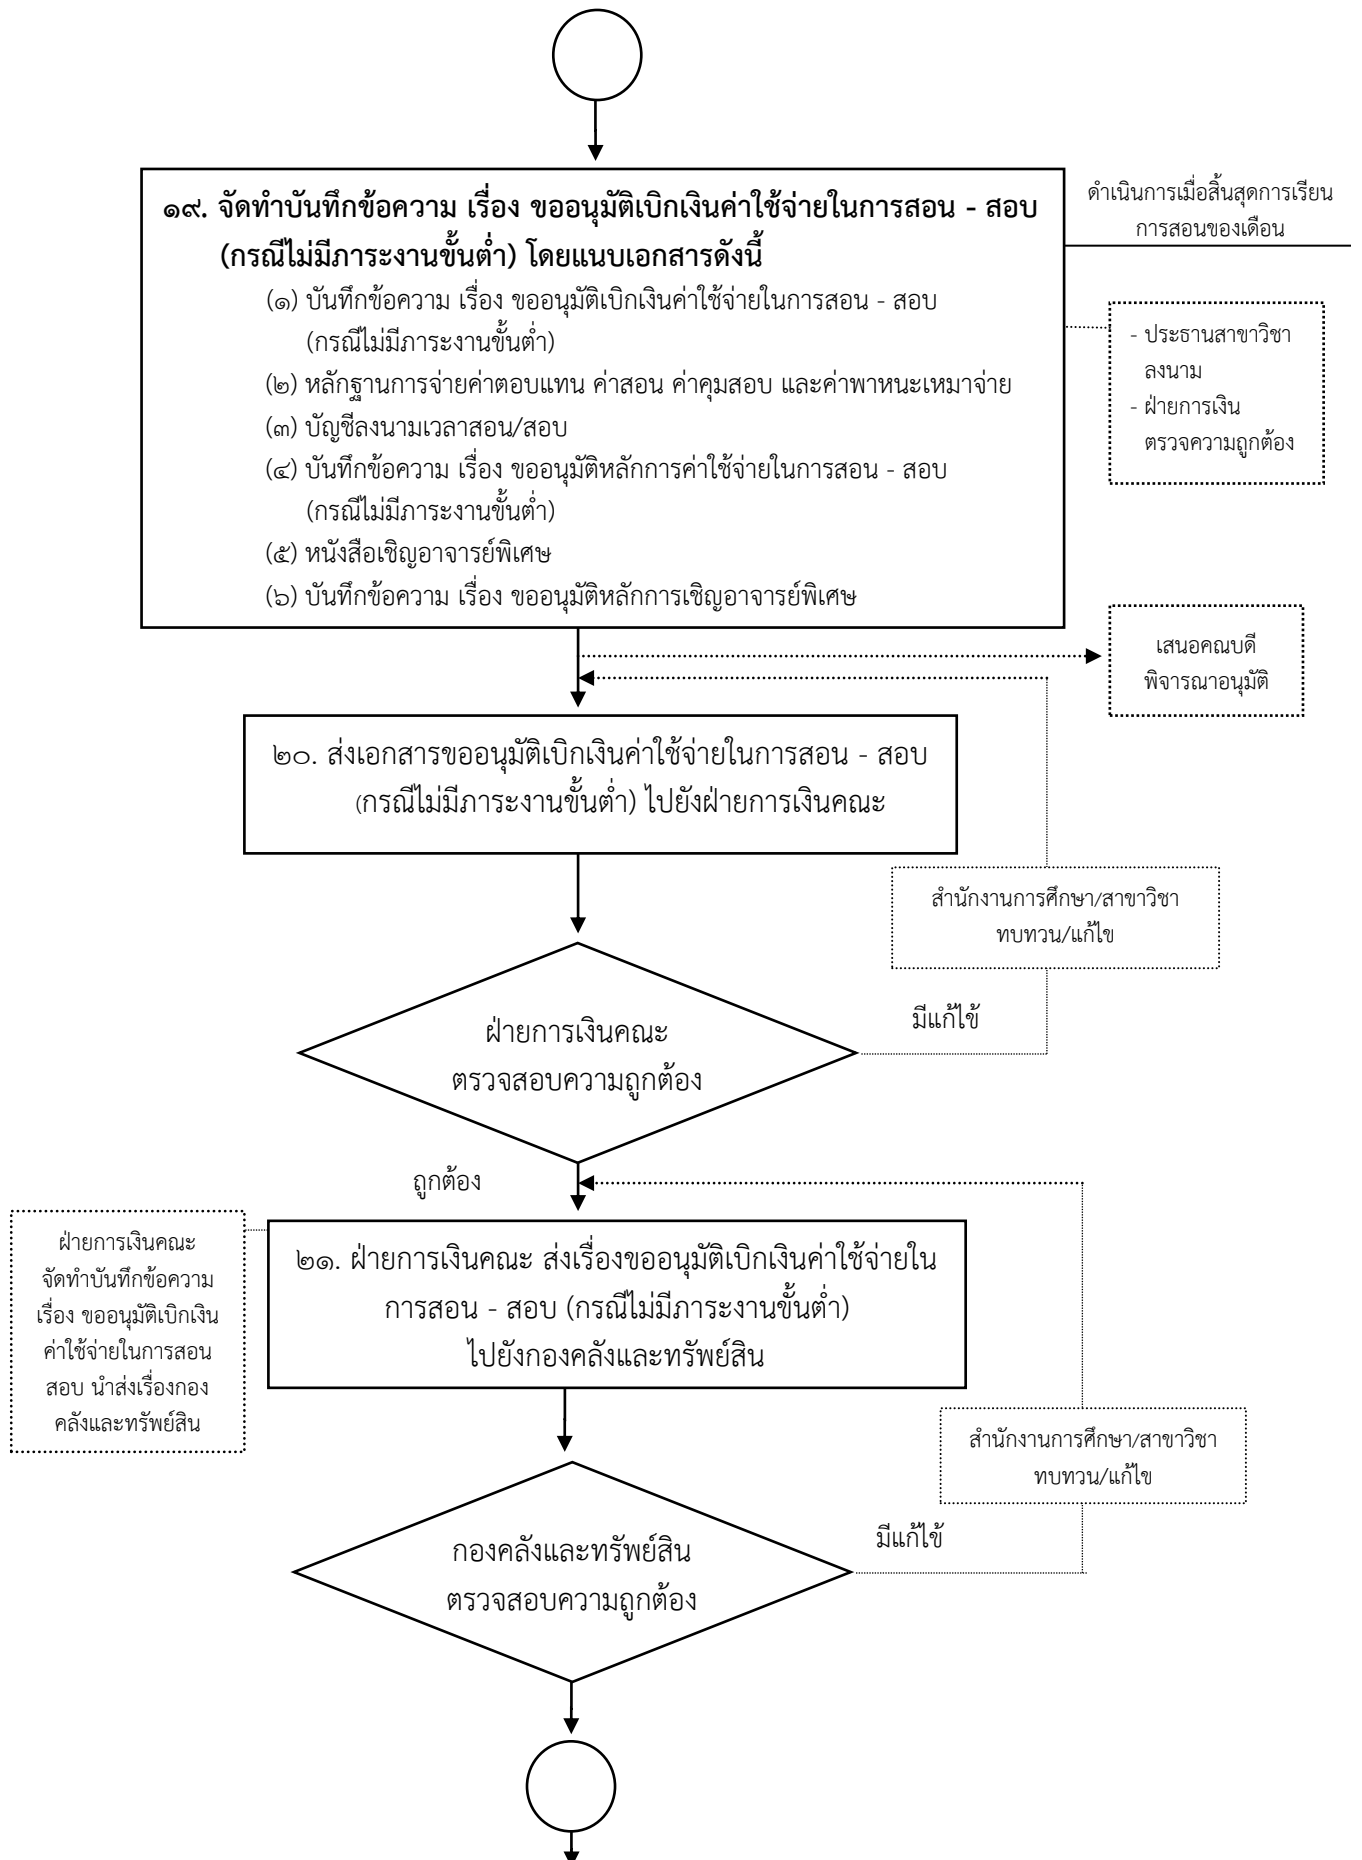 ๑๙. จัดทำบันทึกข้อความ เรื่อง ขออนุมัติเบิกเงินค่าใช้จ่ายในการสอน - สอบ
(กรณีไม่มีภาระงานขั้นต่ำ) โดยแนบเอกสารดังนี้
(๑) บันทึกข้อความ เรื่อง ขออนุมัติเบิกเงินค่าใช้จ่ายในการสอน - สอบ
(กรณีไม่มีภาระงานขั้นต่ำ)
(๒) หลักฐานการจ่ายค่าตอบแทน ค่าสอน ค่าคุมสอบ และค่าพาหนะเหมาจ่าย
(๓) บัญชีลงนามเวลาสอน/สอบ
(๔) บันทึกข้อความ เรื่อง ขออนุมัติหลักการค่าใช้จ่ายในการสอน - สอบ
(กรณีไม่มีภาระงานขั้นต่ำ)
(๕) หนังสือเชิญอาจารย์พิเศษ
(๖) บันทึกข้อความ เรื่อง ขออนุมัติหลักการเชิญอาจารย์พิเศษ
ดำเนินการเมื่อสิ้นสุดการเรียน
การสอนของเดือน
- ประธานสาขาวิชา
ลงนาม
- ฝ่ายการเงิน
ตรวจความถูกต้อง
เสนอคณบดี
พิจารณาอนุมัติ
๒๐. ส่งเอกสารขออนุมัติเบิกเงินค่าใช้จ่ายในการสอน - สอบ
(กรณีไม่มีภาระงานขั้นต่ำ) ไปยังฝ่ายการเงินคณะ
สำนักงานการศึกษา/สาขาวิชา
ทบทวน/แก้ไข
มีแก้ไข้
ฝ่ายการเงินคณะ
ตรวจสอบความถูกต้อง
ถูกต้อง
ฝ่ายการเงินคณะ
จัดทำบันทึกข้อความ
เรื่อง ขออนุมัติเบิกเงิน
ค่าใช้จ่ายในการสอน
สอบ นำส่งเรื่องกอง
คลังและทรัพย์สิน
๒๑. ฝ่ายการเงินคณะ ส่งเรื่องขออนุมัติเบิกเงินค่าใช้จ่ายใน
การสอน - สอบ (กรณีไม่มีภาระงานขั้นต่ำ)
ไปยังกองคลังและทรัพย์สิน
สำนักงานการศึกษา/สาขาวิชา
ทบทวน/แก้ไข
มีแก้ไข้
กองคลังและทรัพย์สิน
ตรวจสอบความถูกต้อง